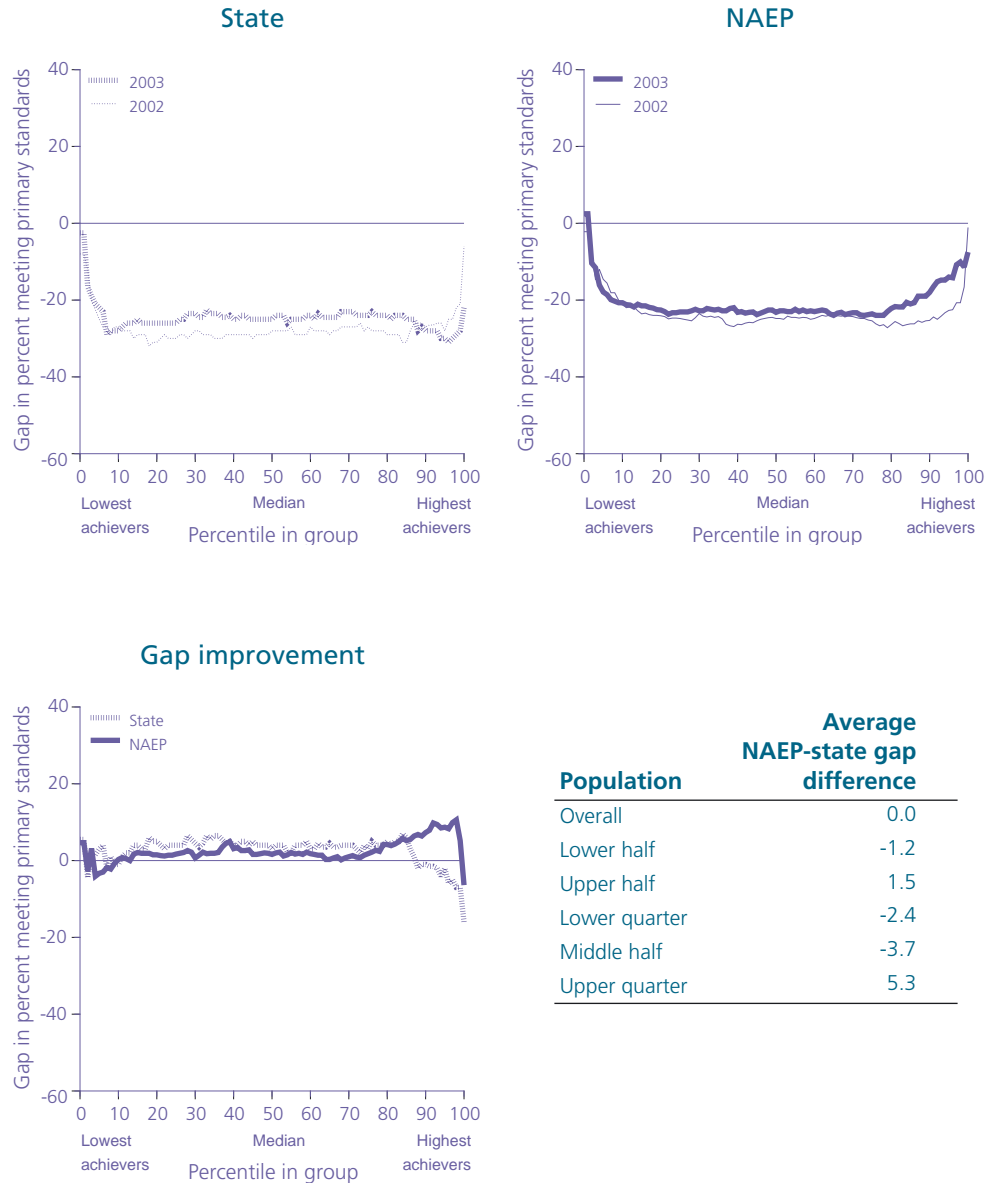 State
Gap in percent meeting primary standards
40
20
0
-20
-40
-60
2003
2002
0 10 20 30 40 50 60 70 80 90 100
Lowest achievers
Median
Highest achievers
Percentile in group
NAEP
Gap in percent meeting primary standards
40
20
0
-20
-40
-60
2003
2002
0 10 20 30 40 50 60 70 80 90 100
Lowest achievers
Median
Highest achievers
Percentile in group
Gap improvement
Gap in percent meeting primary standards
40
20
0
-20
-40
-60
State
NAEP
0 10 20 30 40 50 60 70 80 90 100
Lowest achievers
Median
Highest achievers
Percentile in group
Population
Average
NAEP-state gap
difference
Overall 0.0
Lower half -1.2
Upper half 1.5
Lower quarter -2.4
Middle half -3.7
Upper quarter 5.3